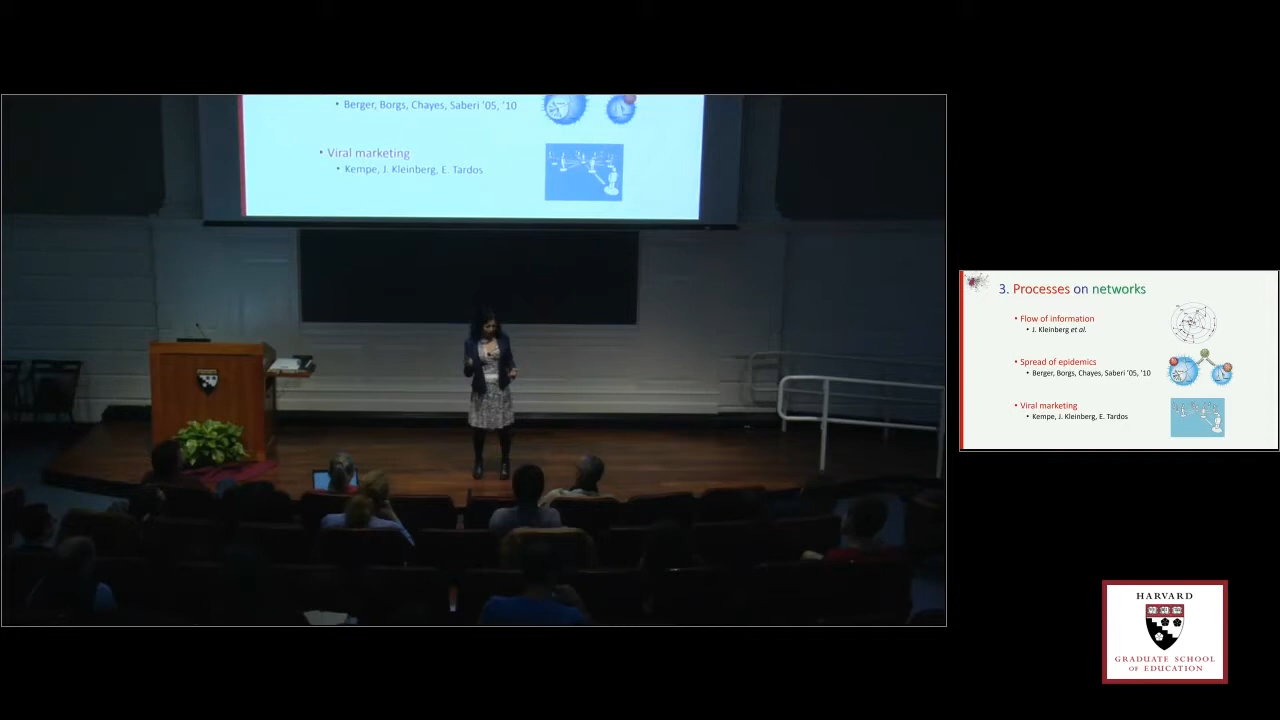 • Berger, Borgs, Chayes, Saberi '05, '10
• Viral marketing
• Kempe, J. Kleinberg, E. Tardos
3. Processes on networks
• Flow of information
• J. Kleinberg et al.
• Spread of epidemics
• Berger, Borgs, Chayes, Saberi '05, '10
• Viral marketing
• Kempe, J. Kleinberg, E. Tardos
HARVARD
GRADUATE SCHOOL
OF EDUCATION